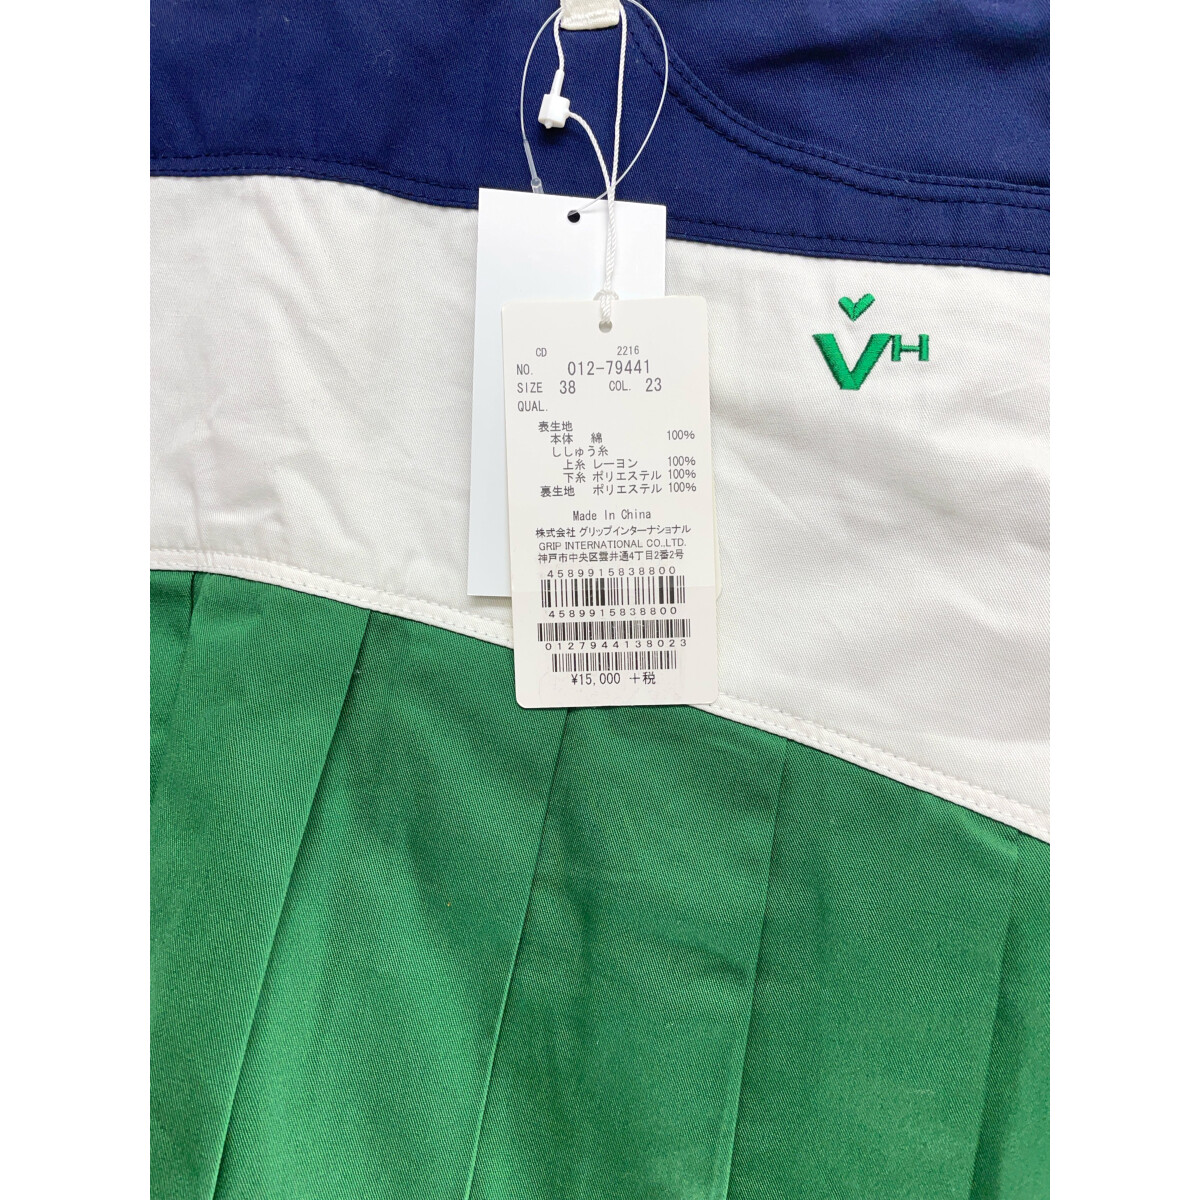 CD 2216
NO. 012-79441
SIZE 38 COL. 23
QUAL.
表生地
本体 綿 100%
ししゅう糸
上糸 レーヨン 100%
下糸 ポリエステル 100%
裏生地 ポリエステル 100%
Made In China
株式会社 グリップインターナショナル
GRIP INTERNATIONAL CO.,LTD.
神戸市中央区雲井通4丁目2番2号
4589915838800
4589915838800
0127944138023
¥15,000 +税
VH